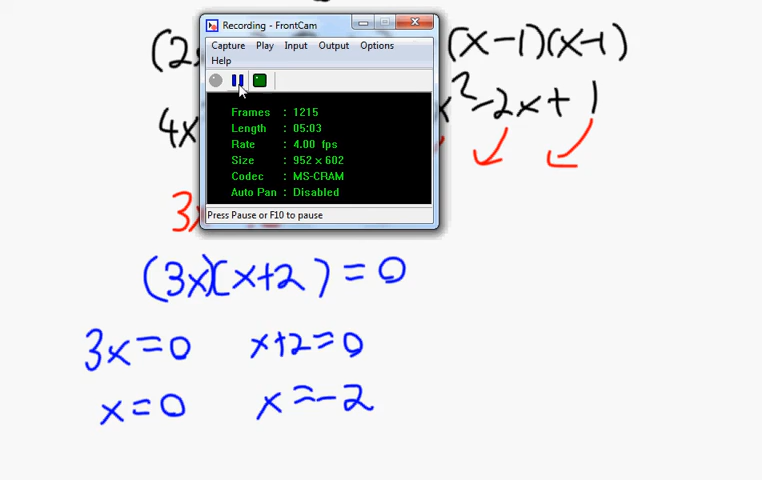 Recording - FrontCam
Capture Play Input Output Options
Help
Frames : 1215
Length : 05:03
Rate : 4.00 fps
Size : 952 x 602
Codec : MS-CRAM
Auto Pan : Disabled
Press Pause or F10 to pause
(2 (x-1)(x-1)
4x x²-2x+1
3x
(3x)(x+2)=0
3x=0 x+2=0
x=0 x=-2